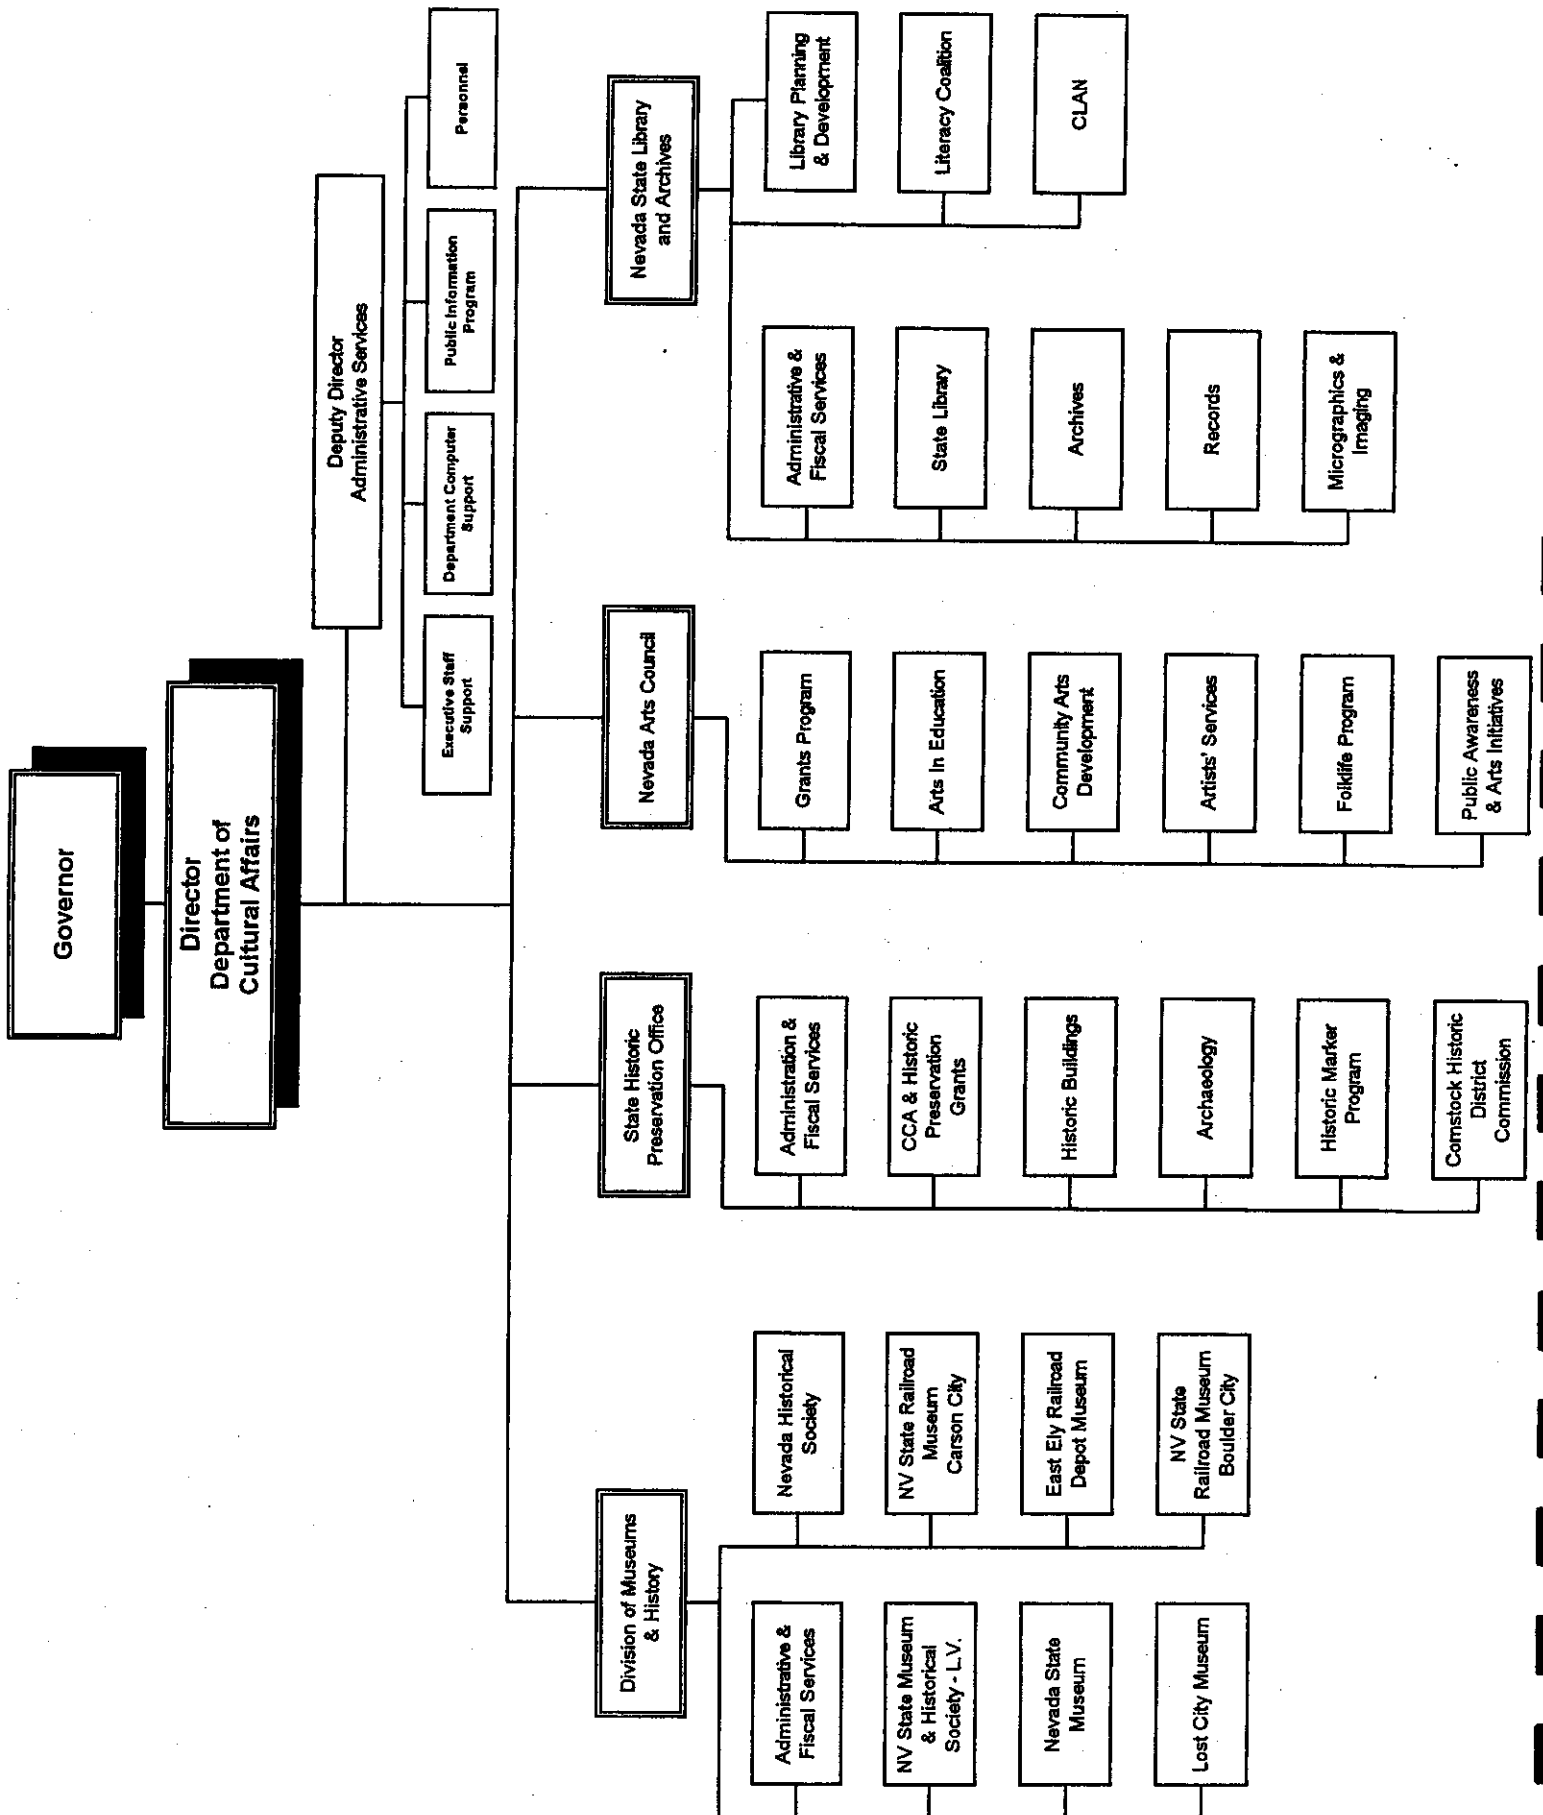 Governor
Director
Department of
Cultural Affairs
Deputy Director
Administrative Services
Executive Staff
Support
Department Computer
Support
Public Information
Program
Personnel
Division of Museums
& History
State Historic
Preservation Office
Nevada Arts Council
Nevada State Library
and Archives
Administrative &
Fiscal Services
NV State Museum
& Historical
Society - L.V.
Nevada State
Museum
Lost City Museum
Nevada Historical
Society
NV State Railroad
Museum
Carson City
East Ely Railroad
Depot Museum
NV State
Railroad Museum
Boulder City
Administration &
Fiscal Services
CCA & Historic
Preservation
Grants
Historic Buildings
Archaeology
Historic Marker
Program
Comstock Historic
District
Commission
Grants Program
Arts In Education
Community Arts
Development
Artists' Services
Folklife Program
Public Awareness
& Arts Initiatives
Administrative &
Fiscal Services
State Library
Archives
Records
Micrographics &
Imaging
Library Planning
& Development
Literacy Coalition
CLAN